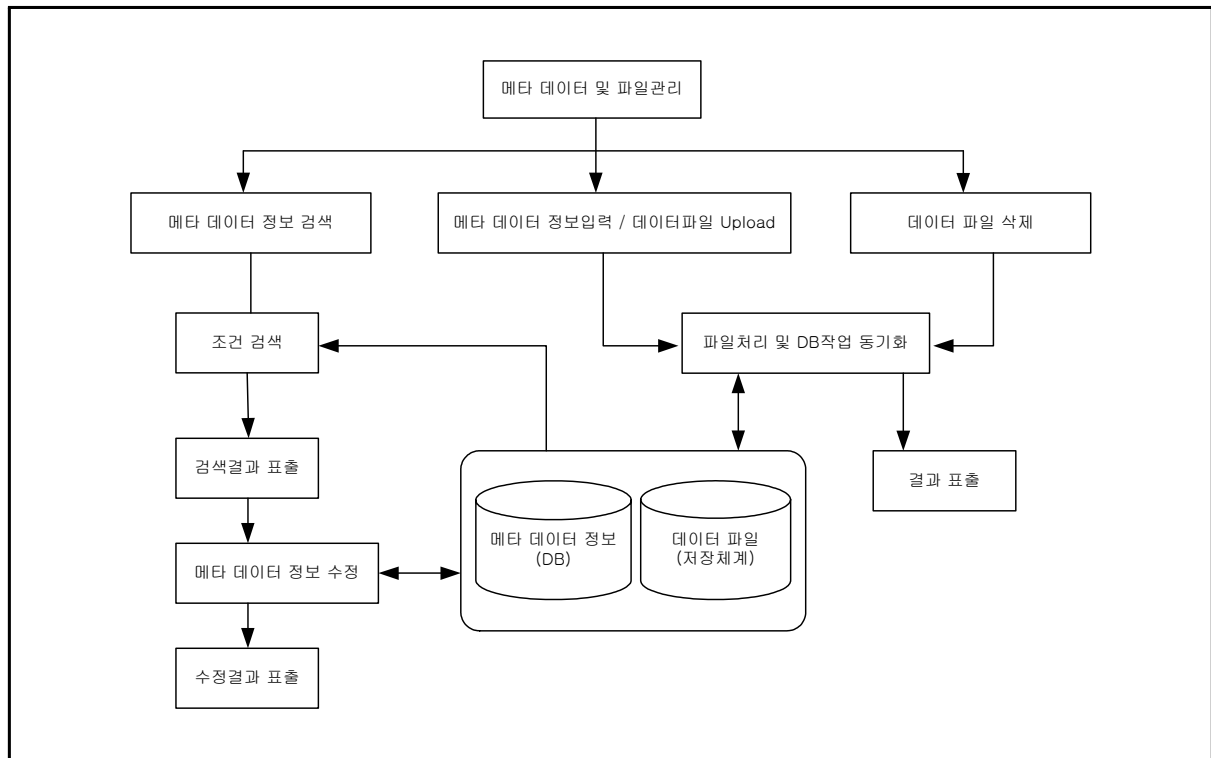 메타 데이터 및 파일관리
메타 데이터 정보 검색
메타 데이터 정보입력 / 데이터파일 Upload
데이터 파일 삭제
조건 검색
파일처리 및 DB작업 동기화
검색결과 표출
결과 표출
메타 데이터 정보
(DB)
데이터 파일
(저장체계)
메타 데이터 정보 수정
수정결과 표출